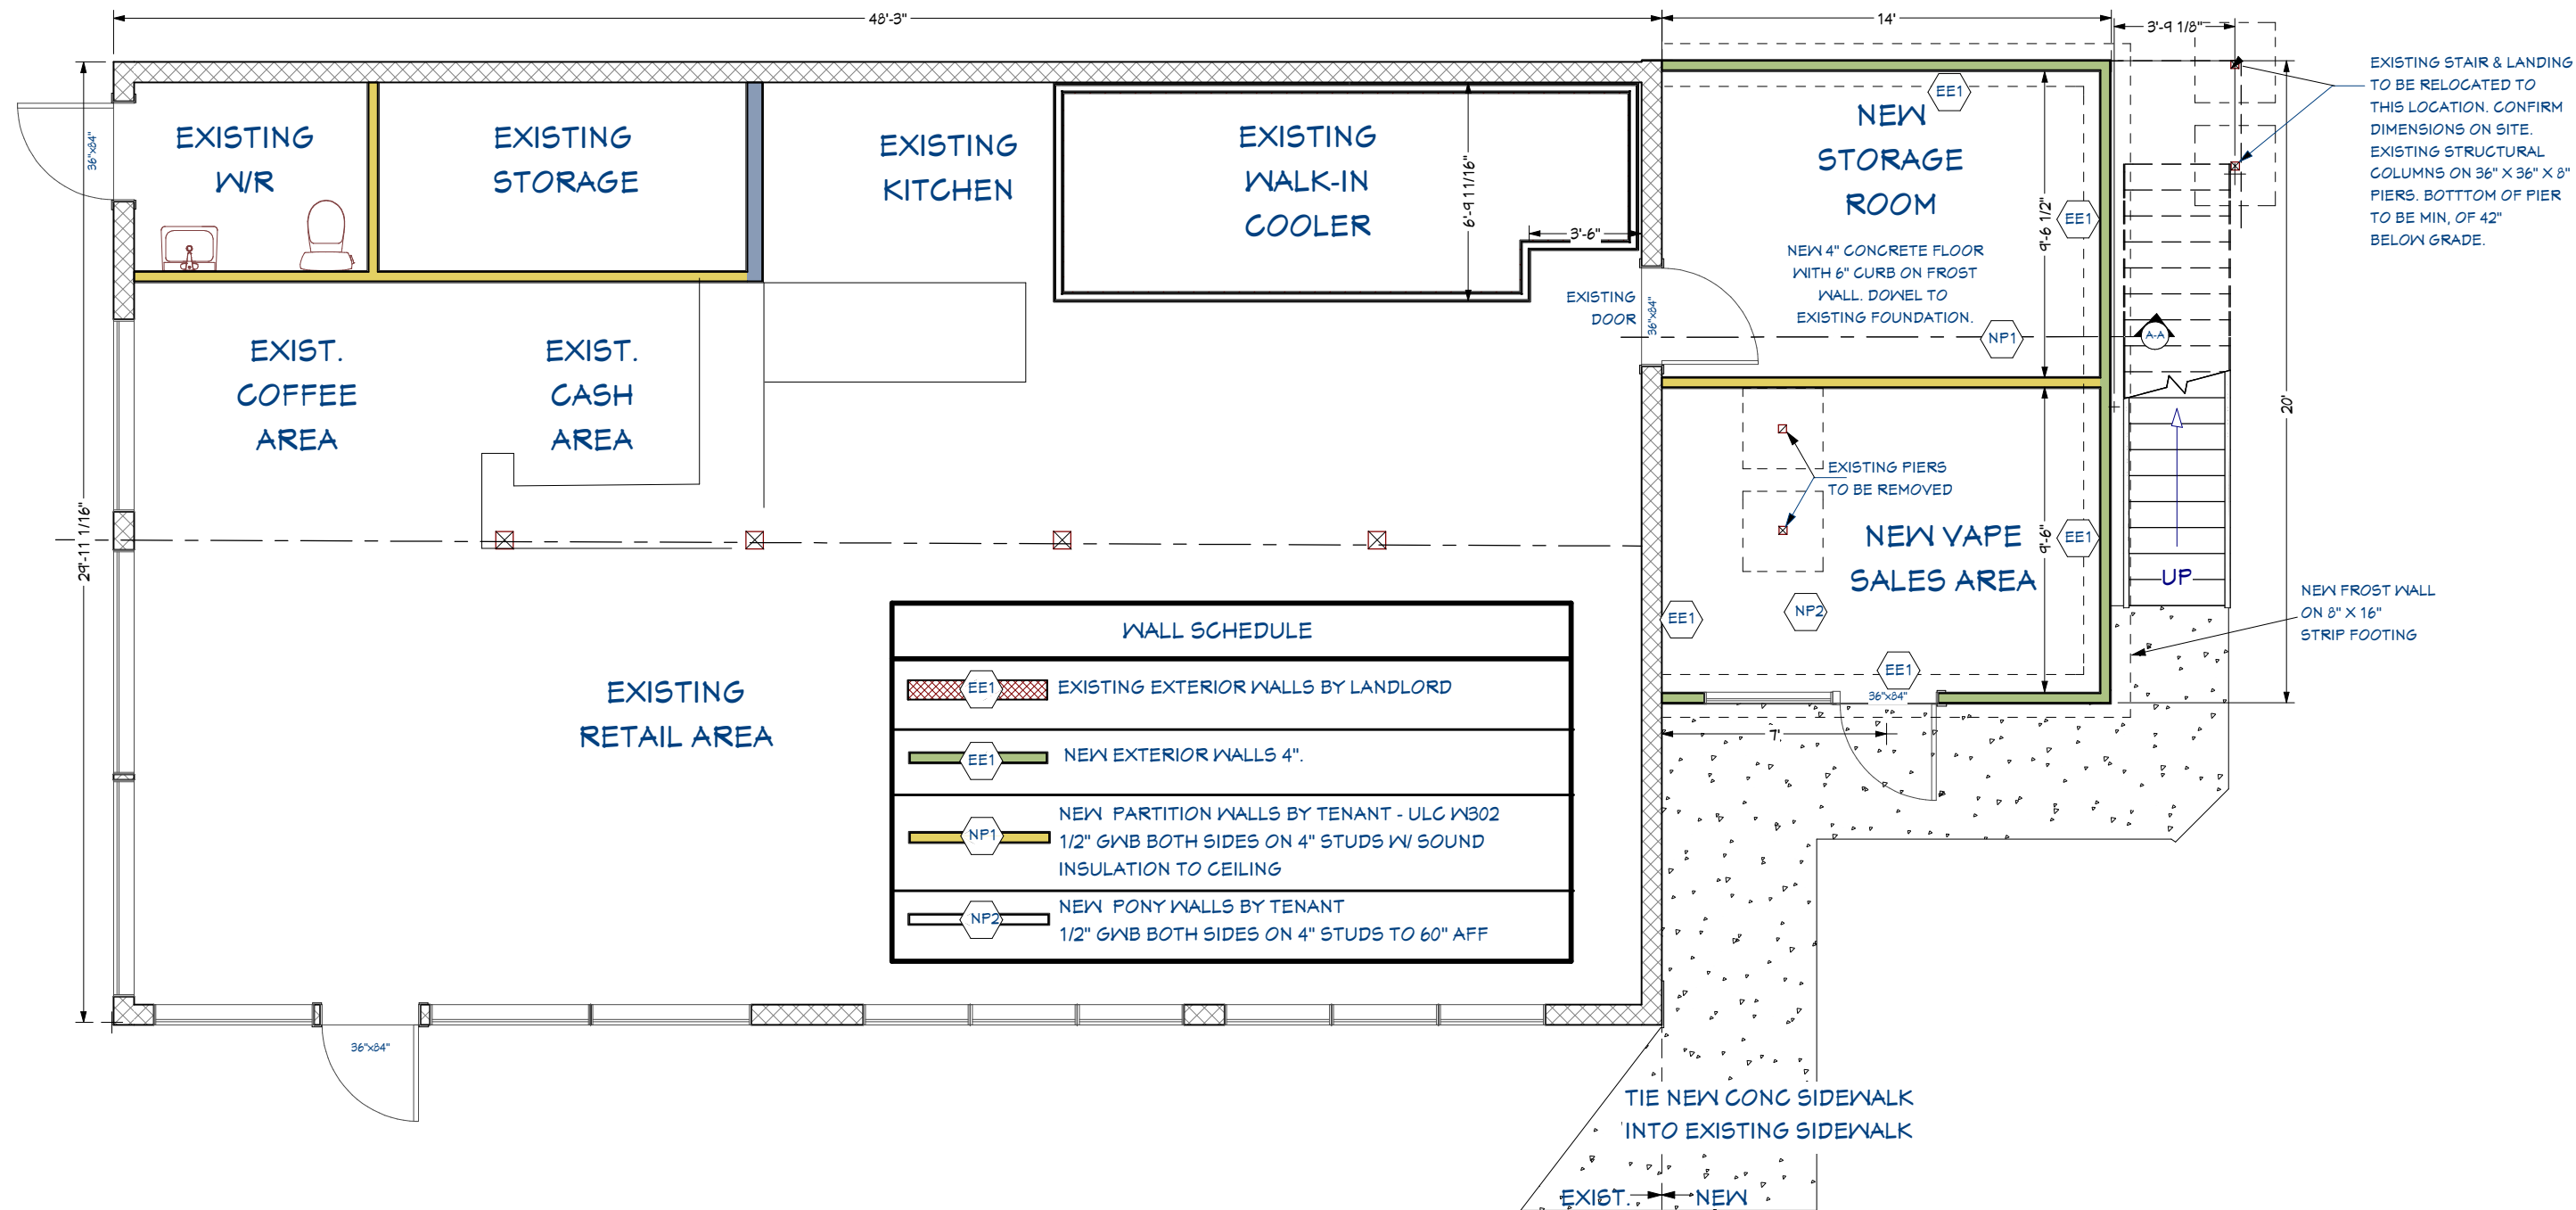 48'-3"
14'
3'-9 1/8"
EXISTING STAIR & LANDING
TO BE RELOCATED TO
THIS LOCATION. CONFIRM
DIMENSIONS ON SITE.
EXISTING STRUCTURAL
COLUMNS ON 36" X 36" X 8"
PIERS. BOTTTOM OF PIER
TO BE MIN, OF 42"
BELOW GRADE.
36"x84"
EXISTING
W/R
EXISTING
STORAGE
EXISTING
KITCHEN
EXISTING
WALK-IN
COOLER
6'-9 11/16"
3'-6"
EE1
NEW
STORAGE
ROOM
EE1
9'-6 1/2"
NEW 4" CONCRETE FLOOR
WITH 6" CURB ON FROST
WALL. DOWEL TO
EXISTING FOUNDATION.
EXISTING
DOOR
36"x84"
NP1
A-A
EXIST.
COFFEE
AREA
EXIST.
CASH
AREA
20'
29'-11 11/16"
EXISTING PIERS
TO BE REMOVED
NEW VAPE
SALES AREA
9'-6"
EE1
UP
EE1
NP2
NEW FROST WALL
ON 8" X 16"
STRIP FOOTING
EE1
36"x84"
7'
EXISTING
RETAIL AREA
WALL SCHEDULE
EE1
EXISTING EXTERIOR WALLS BY LANDLORD
EE1
NEW EXTERIOR WALLS 4".
NP1
NEW PARTITION WALLS BY TENANT - ULC W302
1/2" GWB BOTH SIDES ON 4" STUDS W/ SOUND
INSULATION TO CEILING
NP2
NEW PONY WALLS BY TENANT
1/2" GWB BOTH SIDES ON 4" STUDS TO 60" AFF
36"x84"
TIE NEW CONC SIDEWALK
INTO EXISTING SIDEWALK
EXIST.
NEW